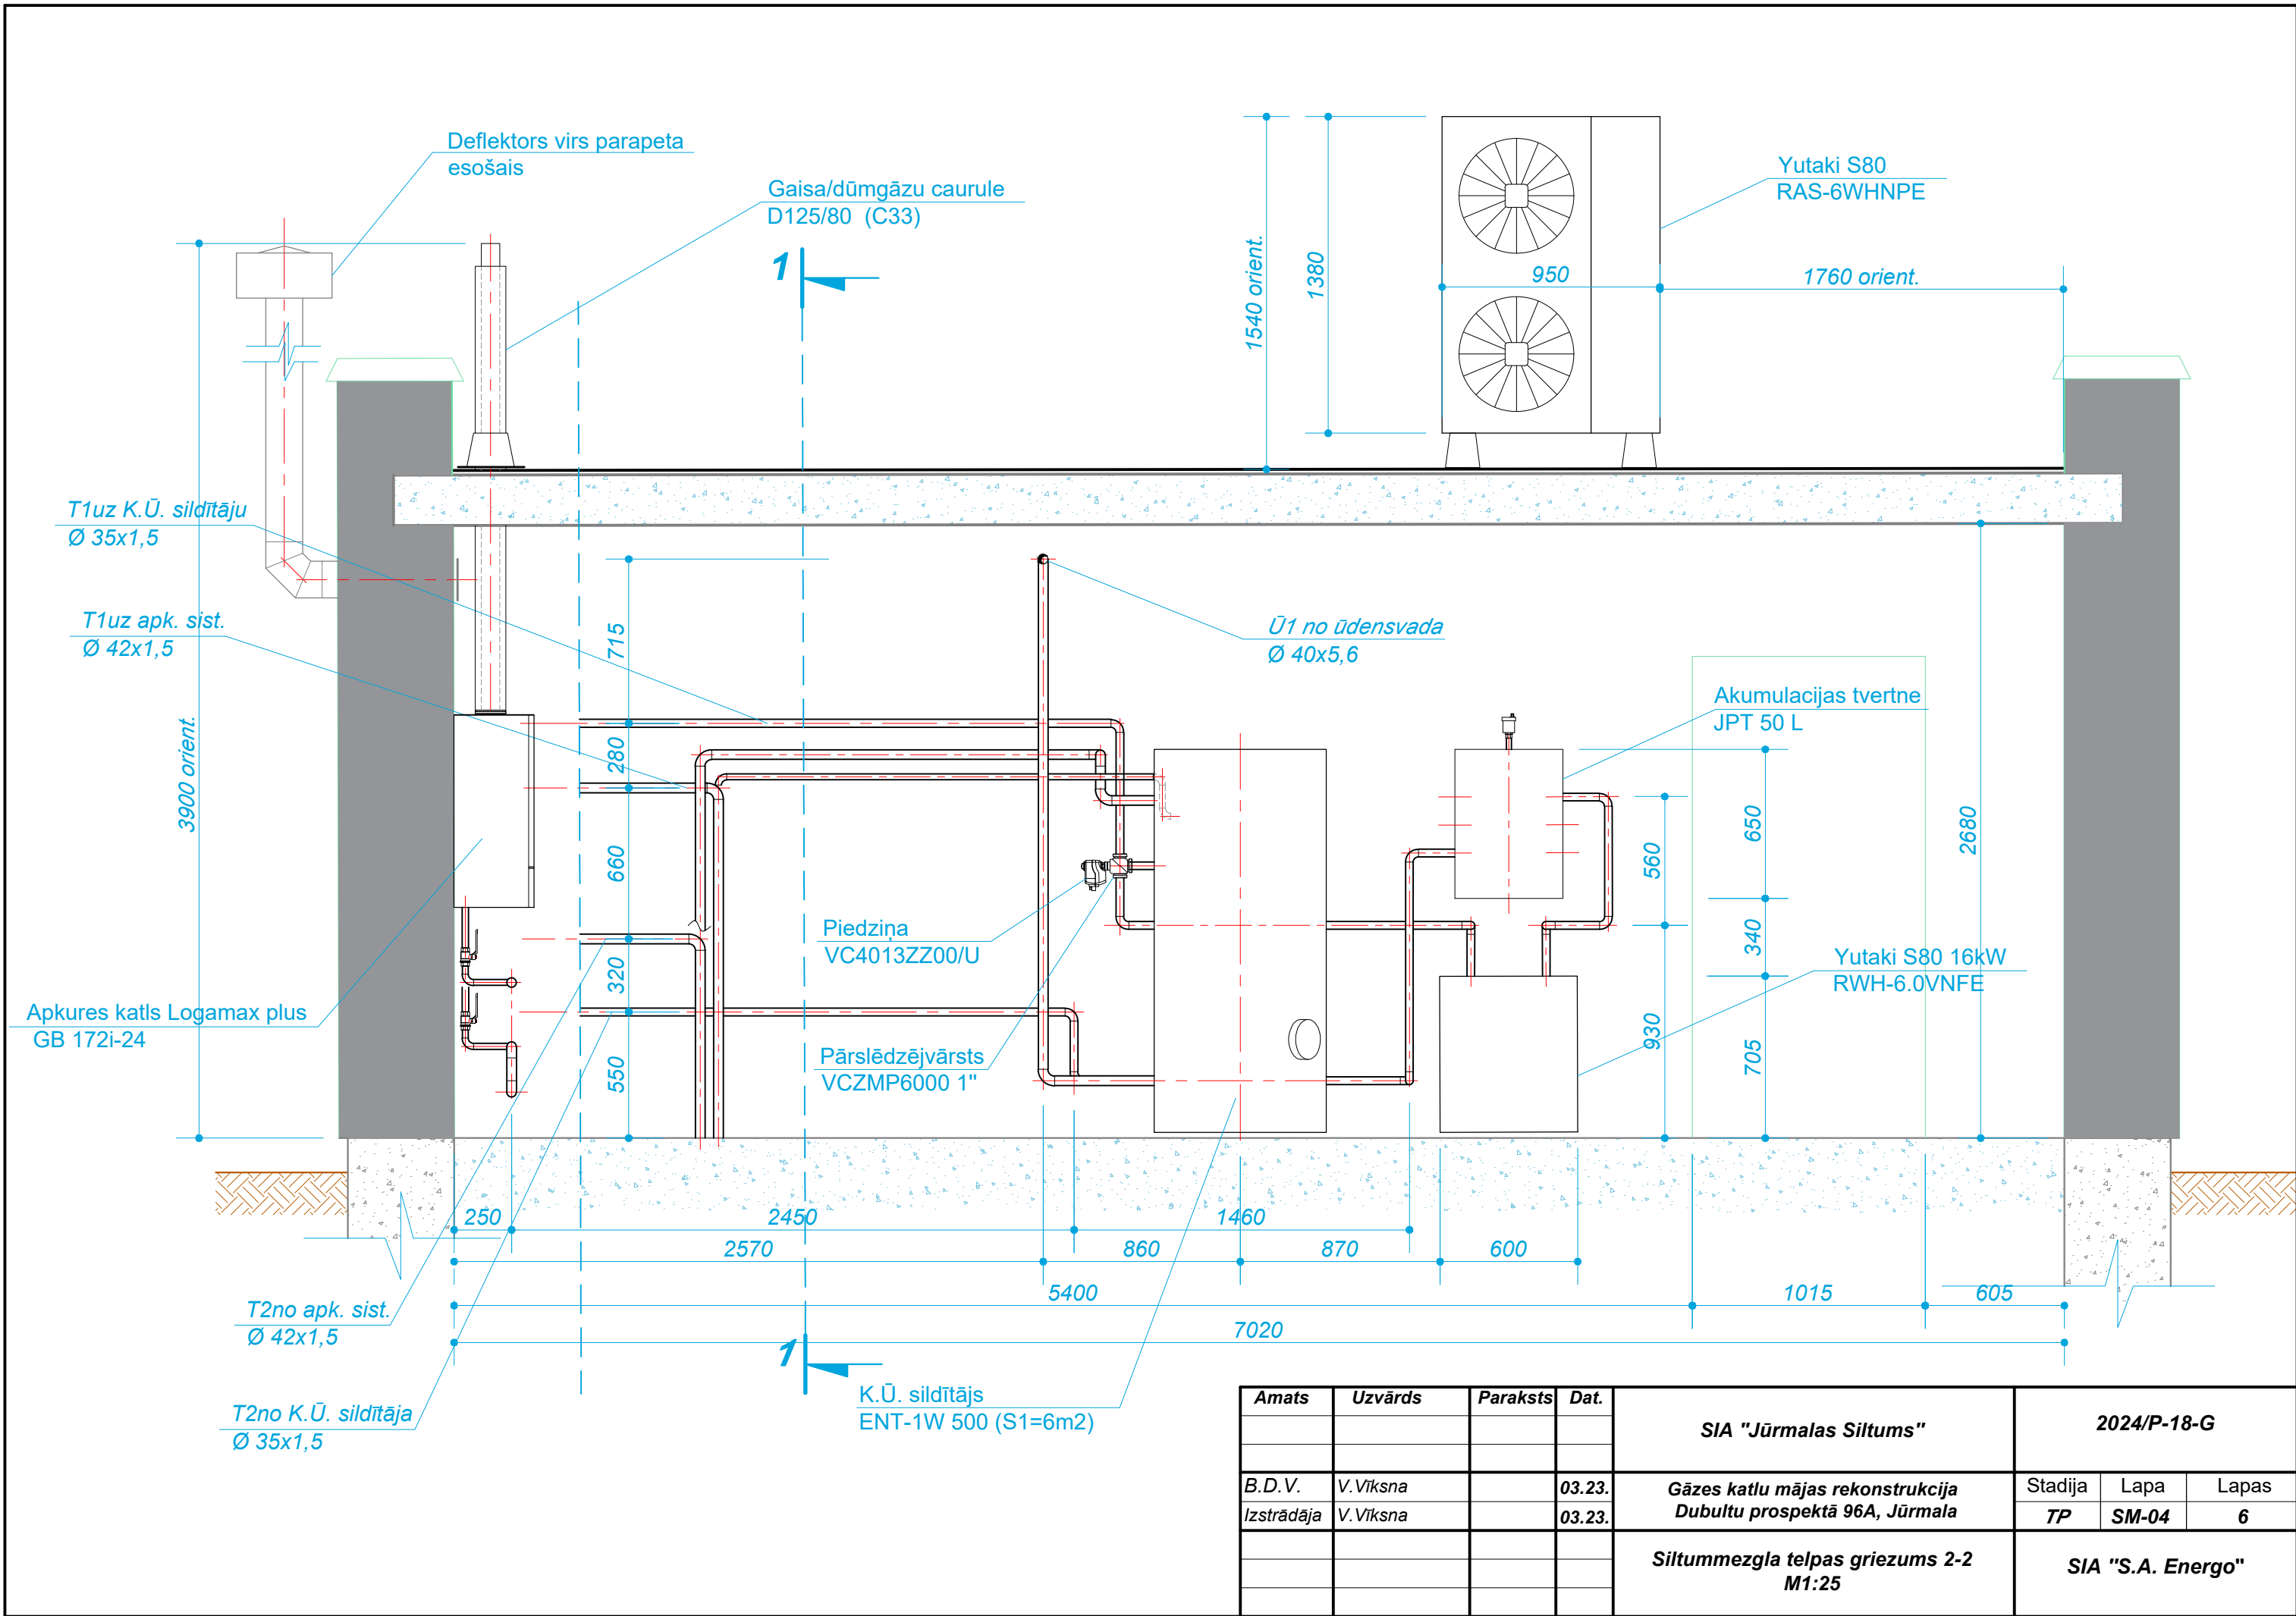 Deflektors virs parapeta
esošais
Gaisa/dūmgāzu caurule
D125/80 (C33)
1
1540 orient.
1380
950
Yutaki S80
RAS-6WHNPE
1760 orient.
T1uz K.Ū. sildītāju
Ø 35x1,5
T1uz apk. sist.
Ø 42x1,5
3900 orient.
715
280
660
320
550
Ū1 no ūdensvada
Ø 40x5,6
Akumulacijas tvertne
JPT 50 L
560
930
650
340
705
2680
Piedziņa
VC4013ZZ00/U
Yutaki S80 16kW
RWH-6.0VNFE
Apkures katls Logamax plus
GB 172i-24
Pārslēdzējvārsts
VCZMP6000 1"
250
2450
1460
2570
860
870
600
5400
1015
605
7020
T2no apk. sist.
Ø 42x1,5
1
T2no K.Ū. sildītāja
Ø 35x1,5
K.Ū. sildītājs
ENT-1W 500 (S1=6m2)
Amats Uzvārds Paraksts Dat.
SIA "Jūrmalas Siltums"
2024/P-18-G
B.D.V. V.Vīksna 03.23.
Izstrādāja V.Vīksna 03.23.
Gāzes katlu mājas rekonstrukcija
Dubultu prospektā 96A, Jūrmala
Stadija Lapa Lapas
TP SM-04 6
Siltummezgla telpas griezums 2-2
M1:25
SIA "S.A. Energo"